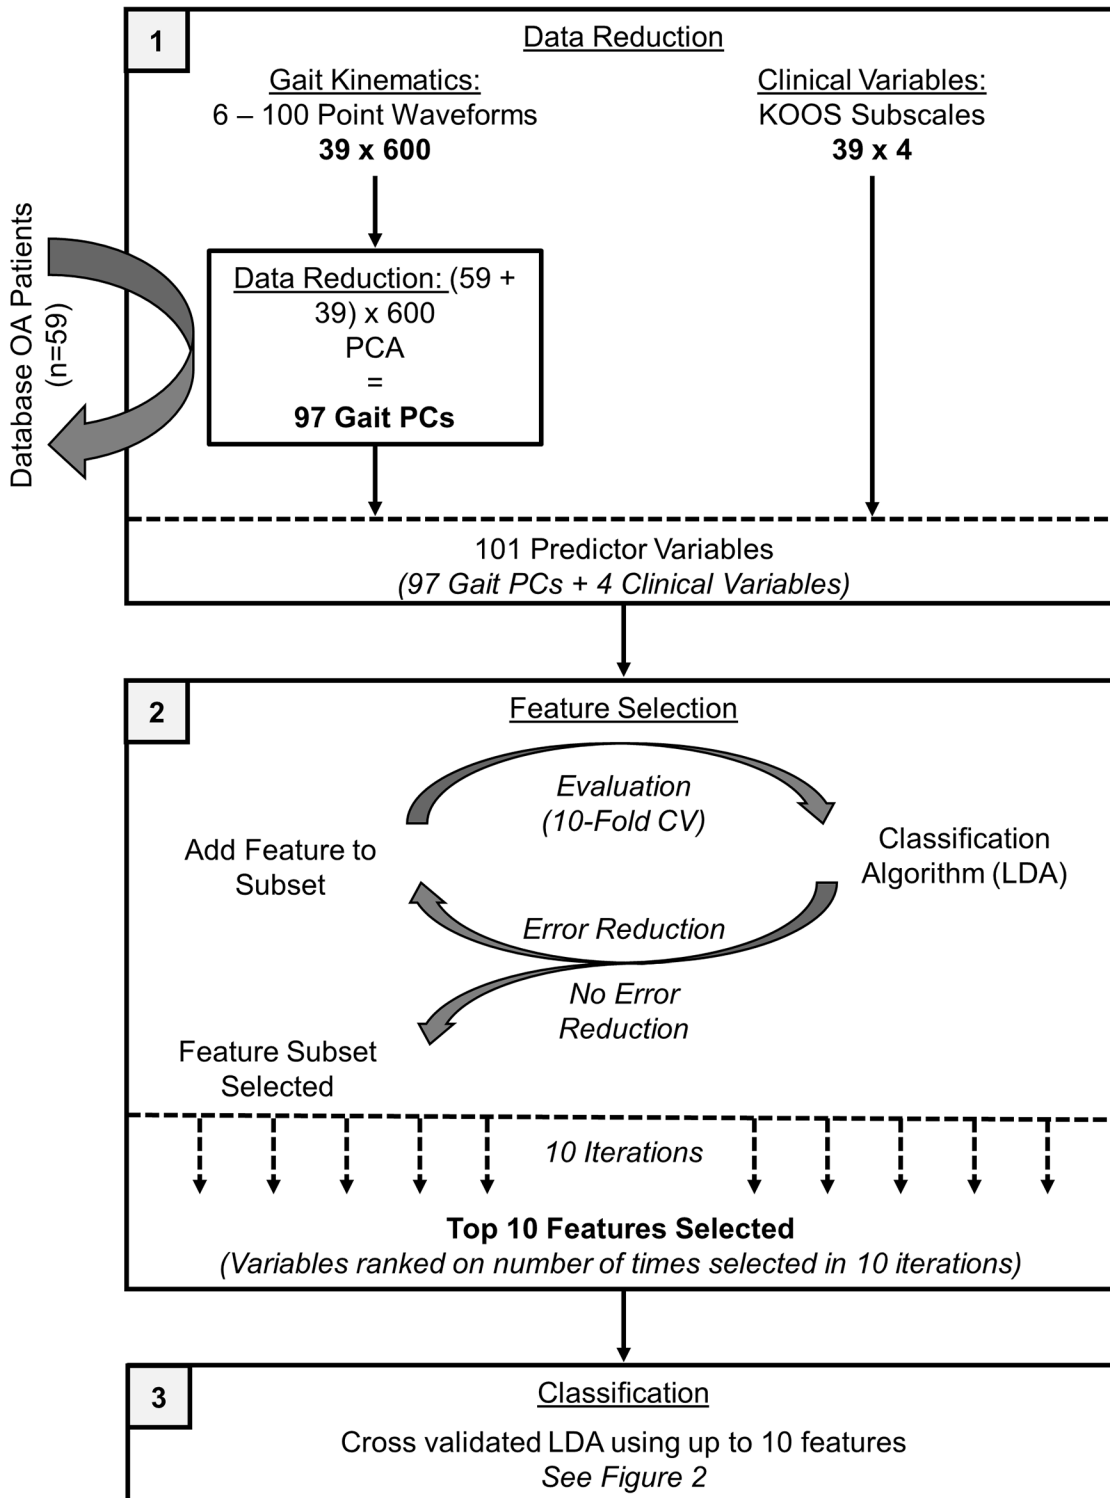 1
Data Reduction
Gait Kinematics:
6 – 100 Point Waveforms
39 x 600
Clinical Variables:
KOOS Subscales
39 x 4
Database OA Patients
(n=59)
Data Reduction: (59 +
39) x 600
PCA
=
97 Gait PCs
101 Predictor Variables
(97 Gait PCs + 4 Clinical Variables)
2
Feature Selection
Evaluation
(10-Fold CV)
Add Feature to
Subset
Classification
Algorithm (LDA)
Error Reduction
No Error
Reduction
Feature Subset
Selected
10 Iterations
Top 10 Features Selected
(Variables ranked on number of times selected in 10 iterations)
3
Classification
Cross validated LDA using up to 10 features
See Figure 2